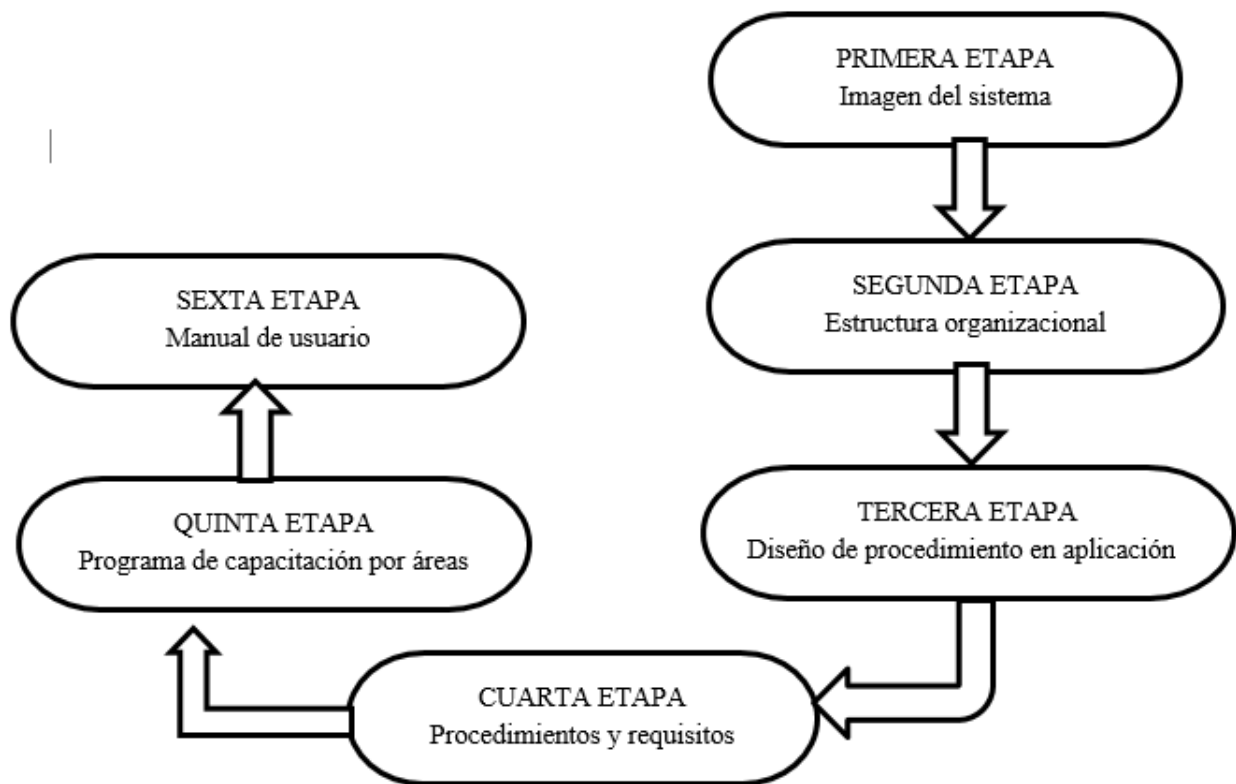 PRIMERA ETAPA
Imagen del sistema
SEGUNDA ETAPA
Estructura organizacional
TERCERA ETAPA
Diseño de procedimiento en aplicación
CUARTA ETAPA
Procedimientos y requisitos
QUINTA ETAPA
Programa de capacitación por áreas
SEXTA ETAPA
Manual de usuario